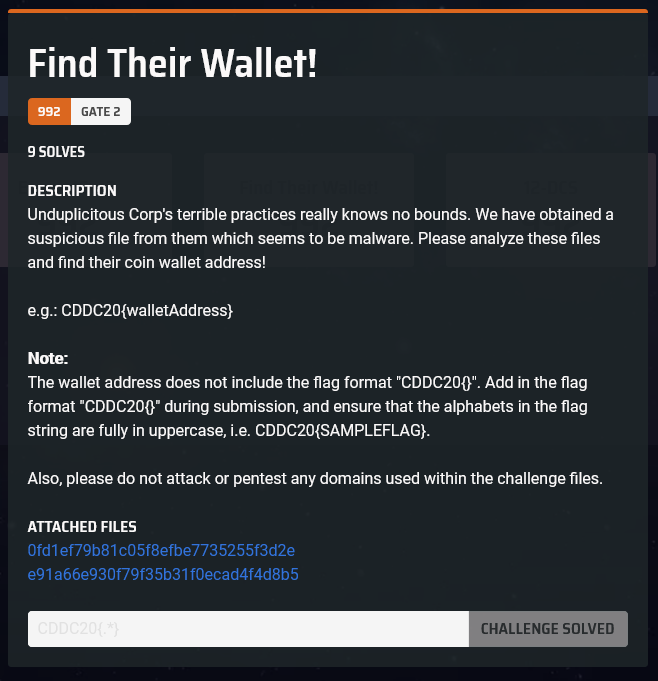 Find Their Wallet!
992 GATE 2
9 SOLVES
DESCRIPTION
Unduplicitous Corp's terrible practices really knows no bounds. We have obtained a
suspicious file from them which seems to be malware. Please analyze these files
and find their coin wallet address!
e.g.: CDDC20{walletAddress}
Note:
The wallet address does not include the flag format "CDDC20{}". Add in the flag
format "CDDC20{}" during submission, and ensure that the alphabets in the flag
string are fully in uppercase, i.e. CDDC20{SAMPLEFLAG}.
Also, please do not attack or pentest any domains used within the challenge files.
ATTACHED FILES
0fd1ef79b81c05f8efbe7735255f3d2e
e91a66e930f79f35b31f0ecad4f4d8b5
CDDC20{.*} CHALLENGE SOLVED